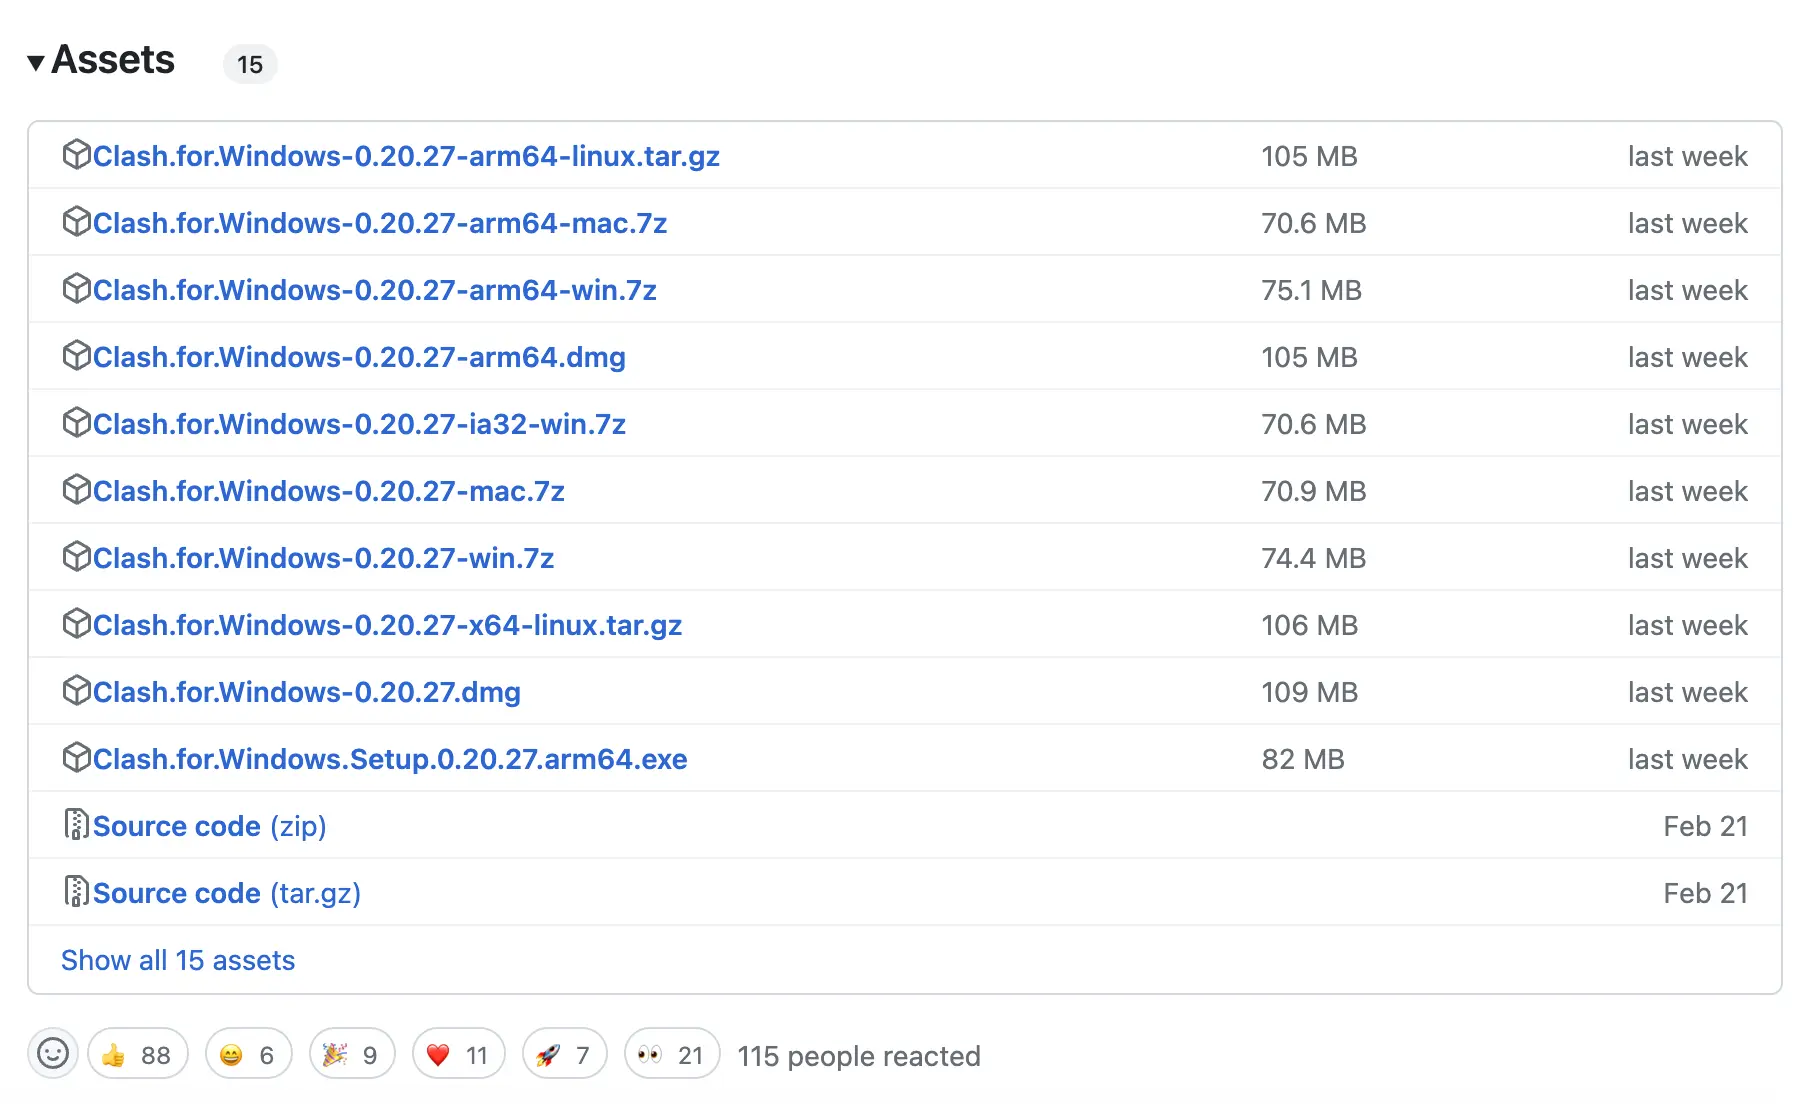 ▼ Assets 15
Clash.for.Windows-0.20.27-arm64-linux.tar.gz 105 MB last week
Clash.for.Windows-0.20.27-arm64-mac.7z 70.6 MB last week
Clash.for.Windows-0.20.27-arm64-win.7z 75.1 MB last week
Clash.for.Windows-0.20.27-arm64.dmg 105 MB last week
Clash.for.Windows-0.20.27-ia32-win.7z 70.6 MB last week
Clash.for.Windows-0.20.27-mac.7z 70.9 MB last week
Clash.for.Windows-0.20.27-win.7z 74.4 MB last week
Clash.for.Windows-0.20.27-x64-linux.tar.gz 106 MB last week
Clash.for.Windows-0.20.27.dmg 109 MB last week
Clash.for.Windows.Setup.0.20.27.arm64.exe 82 MB last week
Source code (zip) Feb 21
Source code (tar.gz) Feb 21
Show all 15 assets
👍 88 😄 6 🎉 9 ❤️ 11 🚀 7 👀 21 115 people reacted